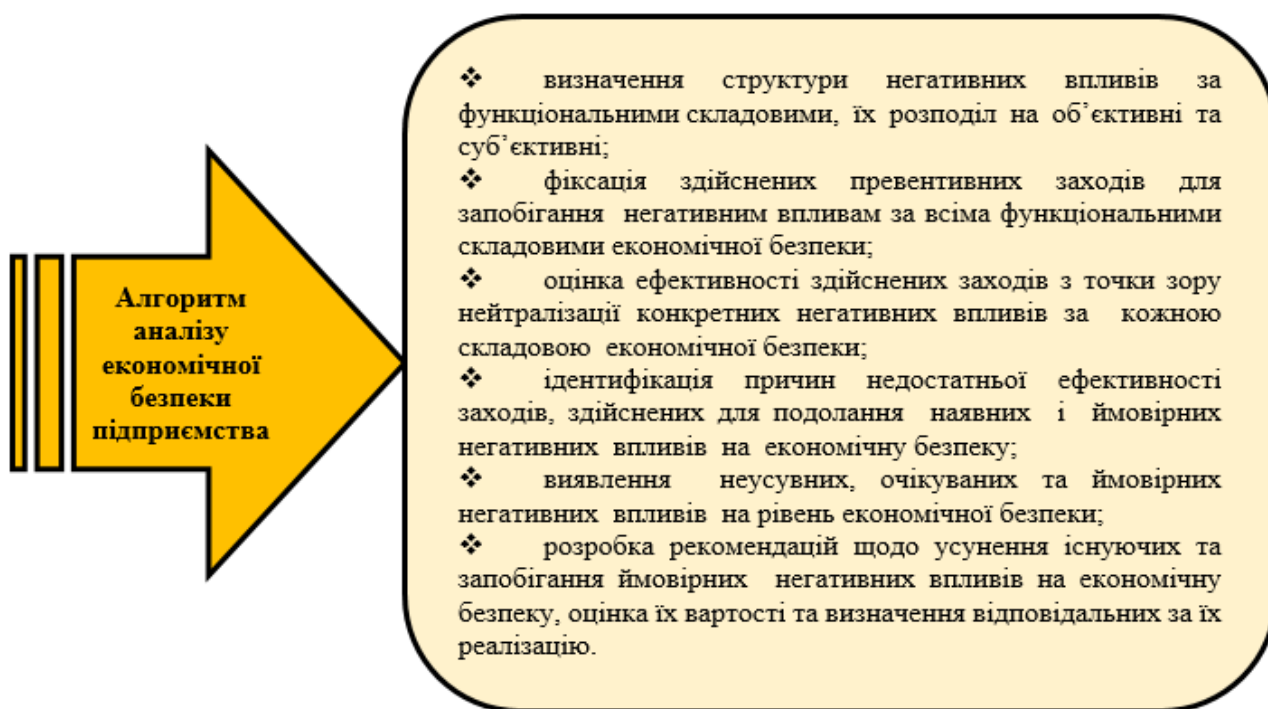 Алгоритм
аналізу
економічної
безпеки
підприємства
❖ визначення структури негативних впливів за
функціональними складовими, їх розподіл на об’єктивні та
суб’єктивні;
❖ фіксація здійснених превентивних заходів для
запобігання негативним впливам за всіма функціональними
складовими економічної безпеки;
❖ оцінка ефективності здійснених заходів з точки зору
нейтралізації конкретних негативних впливів за кожною
складовою економічної безпеки;
❖ ідентифікація причин недостатньої ефективності
заходів, здійснених для подолання наявних і ймовірних
негативних впливів на економічну безпеку;
❖ виявлення неусувних, очікуваних та ймовірних
негативних впливів на рівень економічної безпеки;
❖ розробка рекомендацій щодо усунення існуючих та
запобігання ймовірних негативних впливів на економічну
безпеку, оцінка їх вартості та визначення відповідальних за їх
реалізацію.